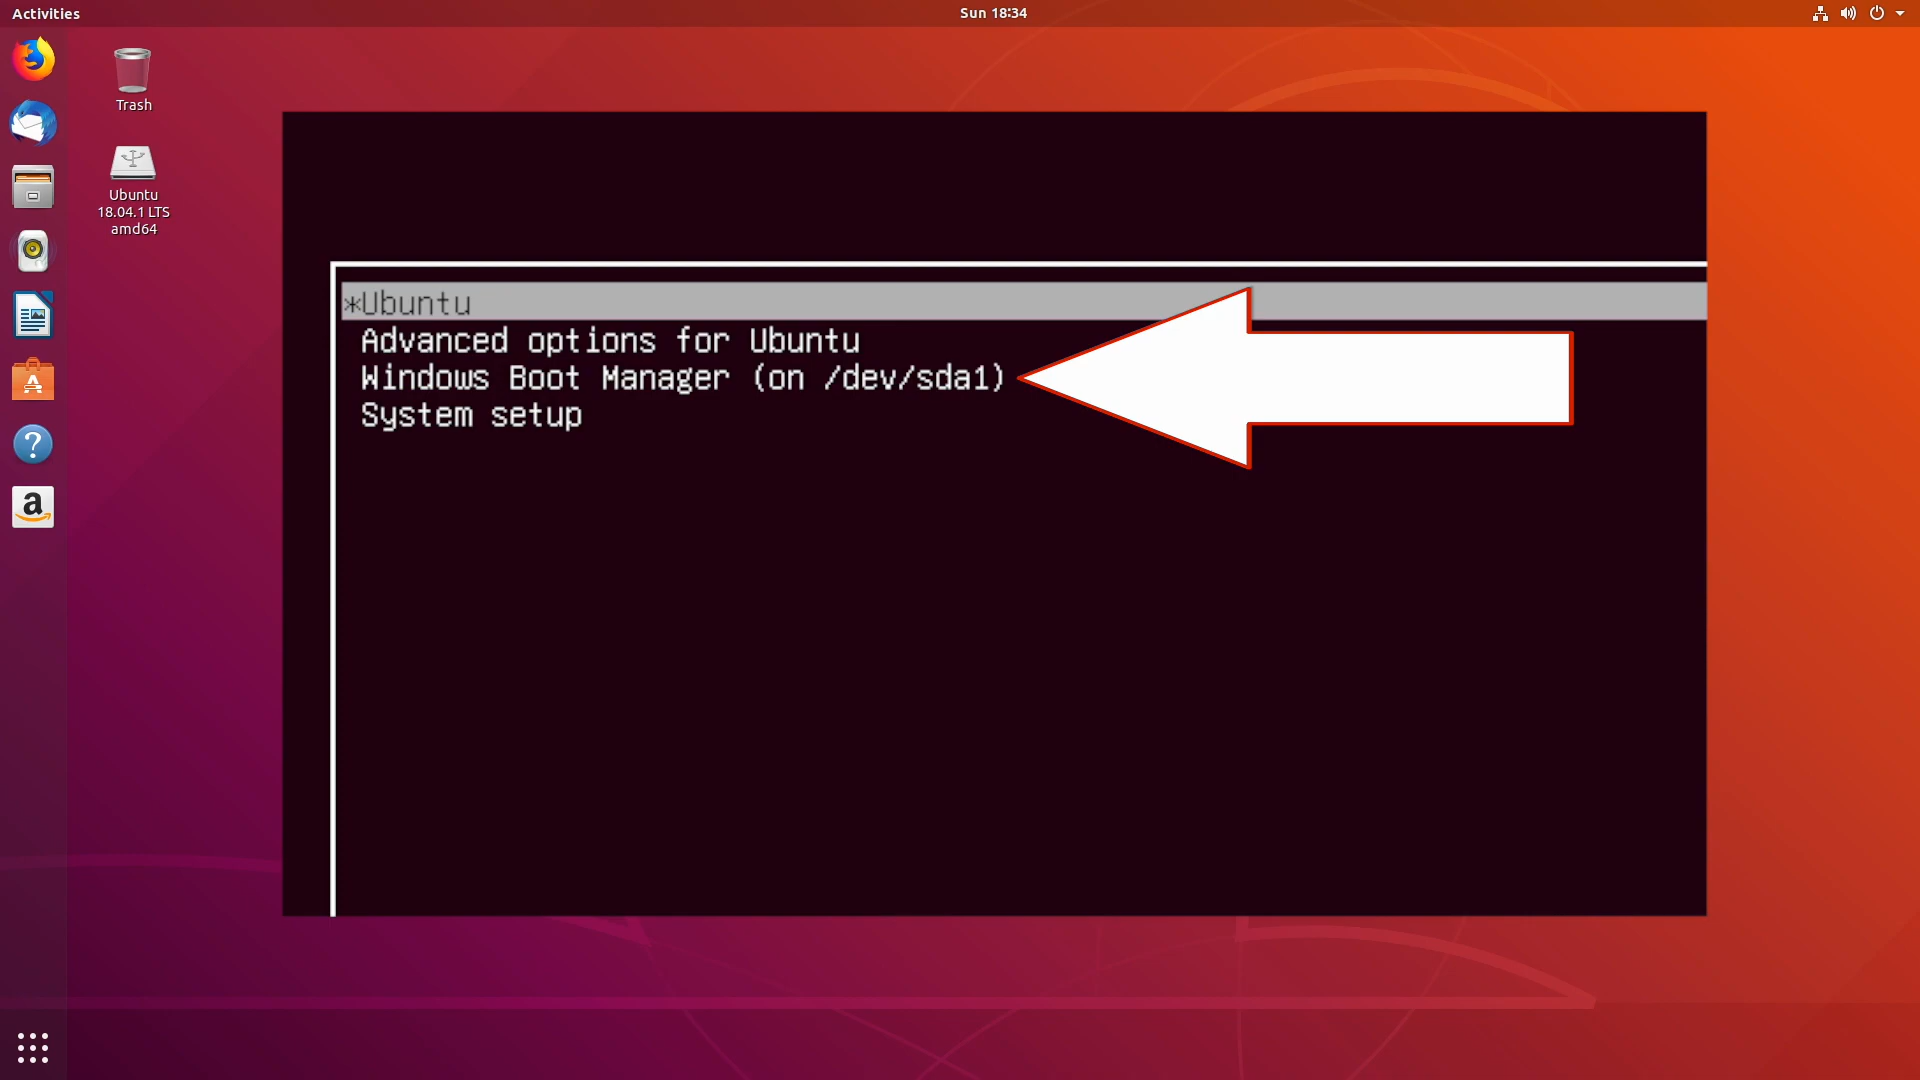 Activities
Sun 18:34
Trash
Ubuntu
18.04.1 LTS
amd64
*Ubuntu
Advanced options for Ubuntu
Windows Boot Manager (on /dev/sda1)
System setup